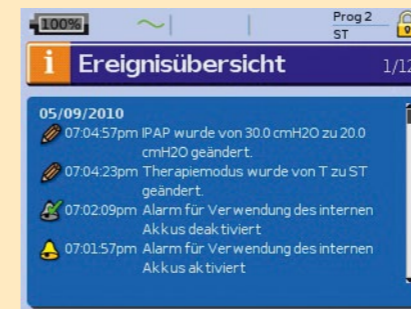 100%
Prog 2
ST
i Ereignisübersicht 1/12
05/09/2010
07:04:57pm IPAP wurde von 30.0 cmH2O zu 20.0
cmH2O geändert.
07:04:23pm Therapiemodus wurde von T zu ST
geändert.
07:02:09pm Alarm für Verwendung des internen
Akkus deaktiviert
07:01:57pm Alarm für Verwendung des internen
Akkus aktiviert